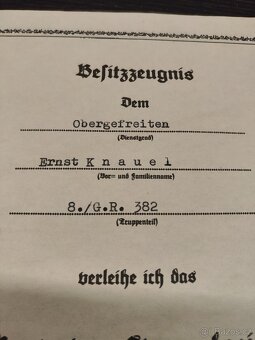 Besitzzeugnis
Dem
Obergefreiten
(Dienstgrad)
Ernst Knauel
(Vor= und Familienname)
8./G.R. 382
(Truppenteil)
verleihe ich das